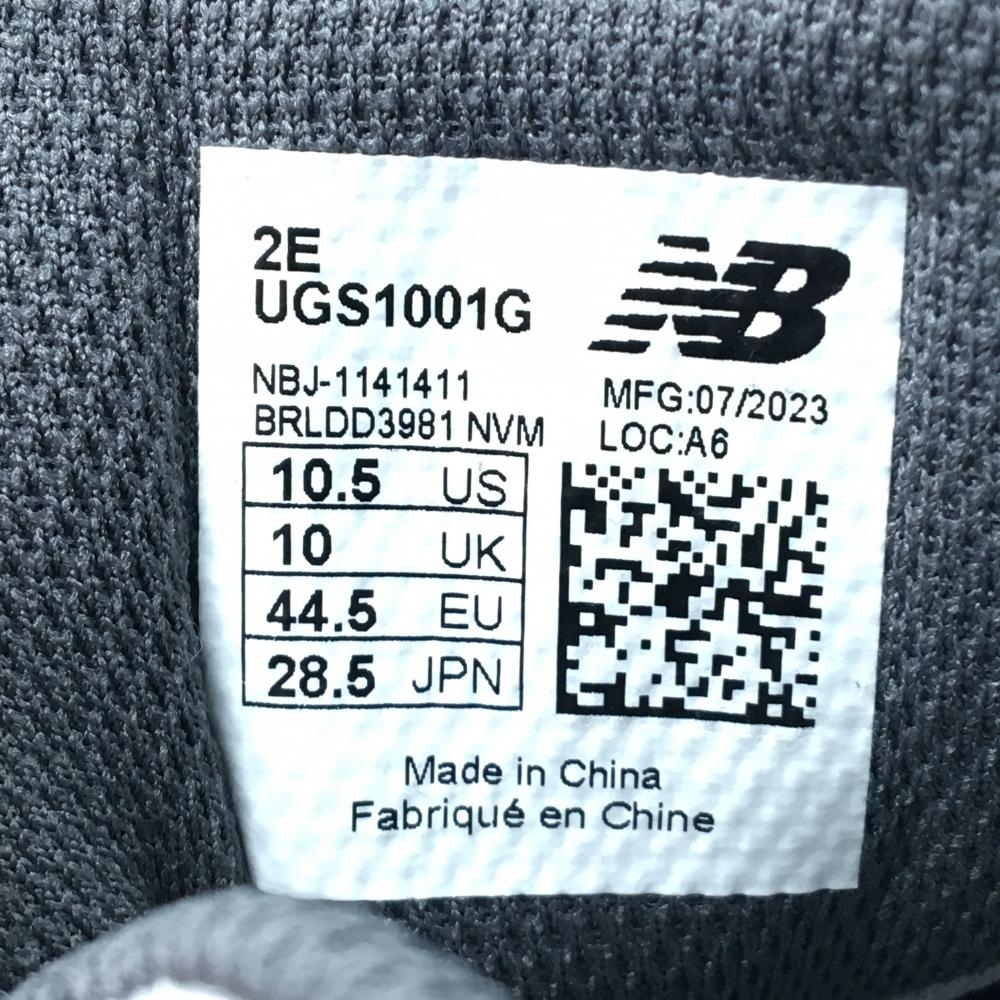 2E
UGS1001G
NB
NBJ-1141411
BRLDD3981 NVM
MFG:07/2023
LOC:A6
10.5 US
10 UK
44.5 EU
28.5 JPN
Made in China
Fabriqué en Chine